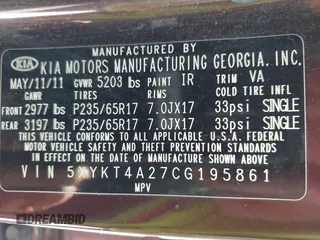 MANUFACTURED BY
KIA KIA MOTORS MANUFACTURING GEORGIA. INC.
MAY/11/11 GVWR 5203 lbs PAINT IR TRIM VA
COLD TIRE INFL
FRONT 2977 lbs P235/65R17 7.0JX17 33psi SINGLE
REAR 3197 lbs P235/65R17 7.0JX17 33psi SINGLE
THIS VEHICLE CONFORMS TO ALL APPLICABLE U.S.A. FEDERAL
MOTOR VEHICLE SAFETY AND THEFT PREVENTION STANDARDS
IN EFFECT ON THE DATE OF MANUFACTURE SHOWN ABOVE.
VIN 5XYKT4A27CG195861
MPV
DREAMBID